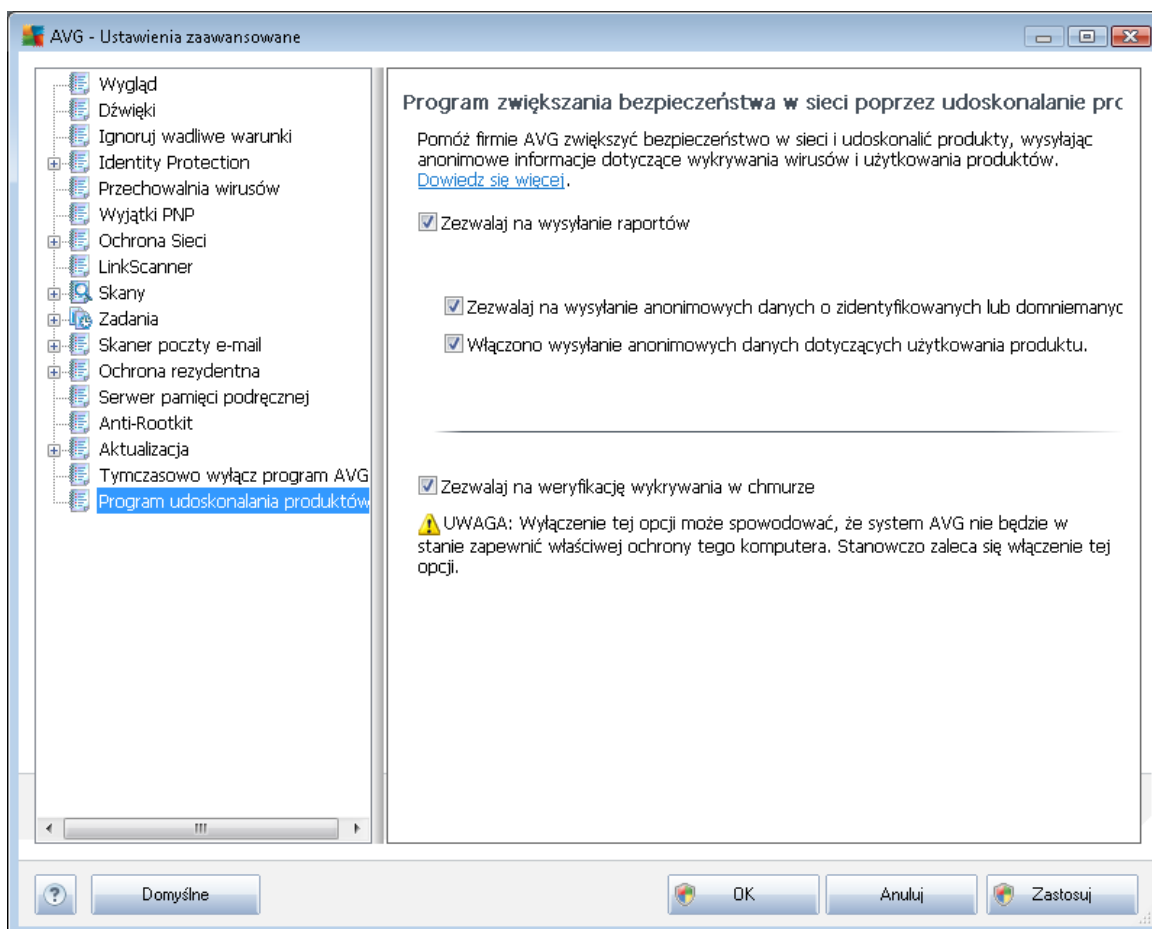 AVG - Ustawienia zaawansowane
Wygląd
Dźwięki
Ignoruj wadliwe warunki
Identity Protection
Przechowalnia wirusów
Wyjątki PNP
Ochrona Sieci
LinkScanner
Skany
Zadania
Skaner poczty e-mail
Ochrona rezydentna
Serwer pamięci podręcznej
Anti-Rootkit
Aktualizacja
Tymczasowo wyłącz program AVG
Program udoskonalania produktów
Program zwiększania bezpieczeństwa w sieci poprzez udoskonalanie prc
Pomóż firmie AVG zwiększyć bezpieczeństwo w sieci i udoskonalić produkty, wysyłając
anonimowe informacje dotyczące wykrywania wirusów i użytkowania produktów.
Dowiedz się więcej.
Zezwalaj na wysyłanie raportów
Zezwalaj na wysyłanie anonimowych danych o zidentyfikowanych lub domniemanyc
Włączono wysyłanie anonimowych danych dotyczących użytkowania produktu.
Zezwalaj na weryfikację wykrywania w chmurze
UWAGA: Wyłączenie tej opcji może spowodować, że system AVG nie będzie w
stanie zapewnić właściwej ochrony tego komputera. Stanowczo zaleca się włączenie tej
opcji.
? Domyślne OK Anuluj Zastosuj